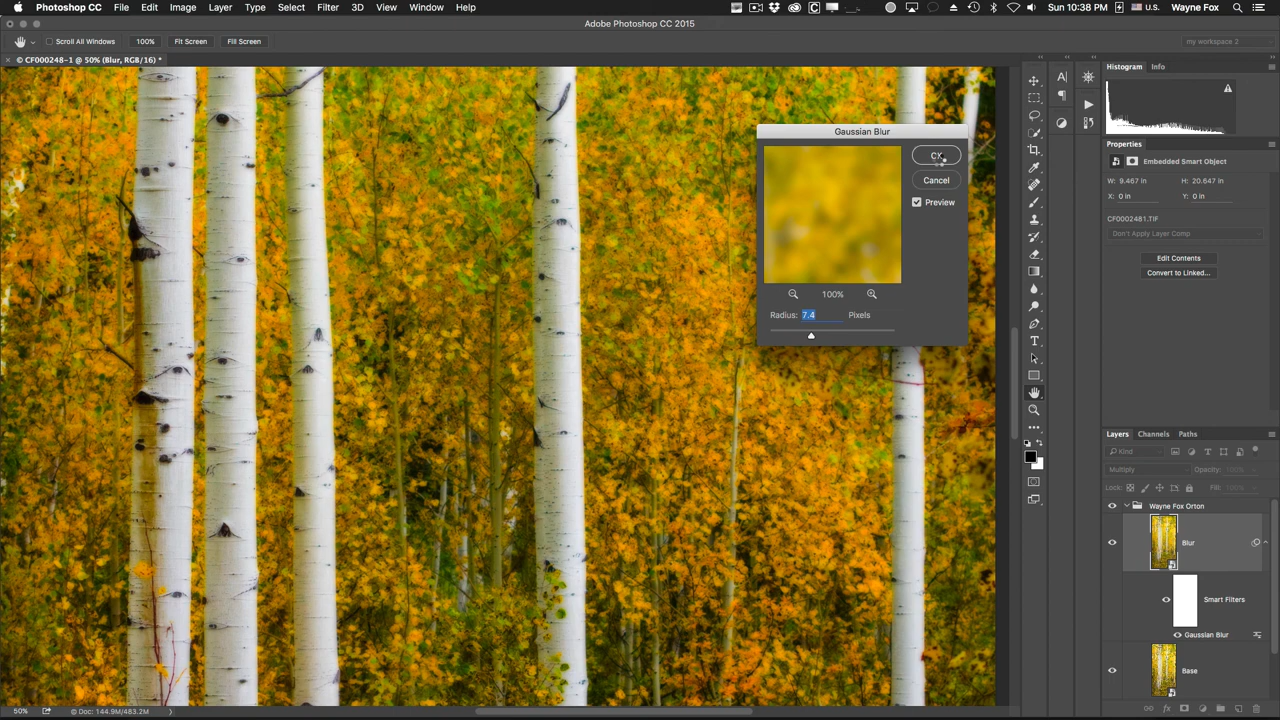 Photoshop CC File Edit Image Layer Type Select Filter 3D View Window Help U.S. Sun 10:38 PM Wayne Fox
Adobe Photoshop CC 2015
Scroll All Windows 100% Fit Screen Fill Screen my workspace 2
× © CF000248-1 @ 50% (Blur, RGB/16) *
Histogram Info
Gaussian Blur
OK
Cancel
Preview
100%
Radius: 7.4 Pixels
Properties
Embedded Smart Object
W: 9.467 in H: 20.647 in
X: 0 in Y: 0 in
CF0002481.TIF
Don't Apply Layer Comp
Edit Contents
Convert to Linked...
Layers Channels Paths
Kind
Multiply Opacity: 100%
Lock: Fill: 100%
Wayne Fox Orton
Blur
Smart Filters
Gaussian Blur
Base
50% Doc: 144.9M/483.2M